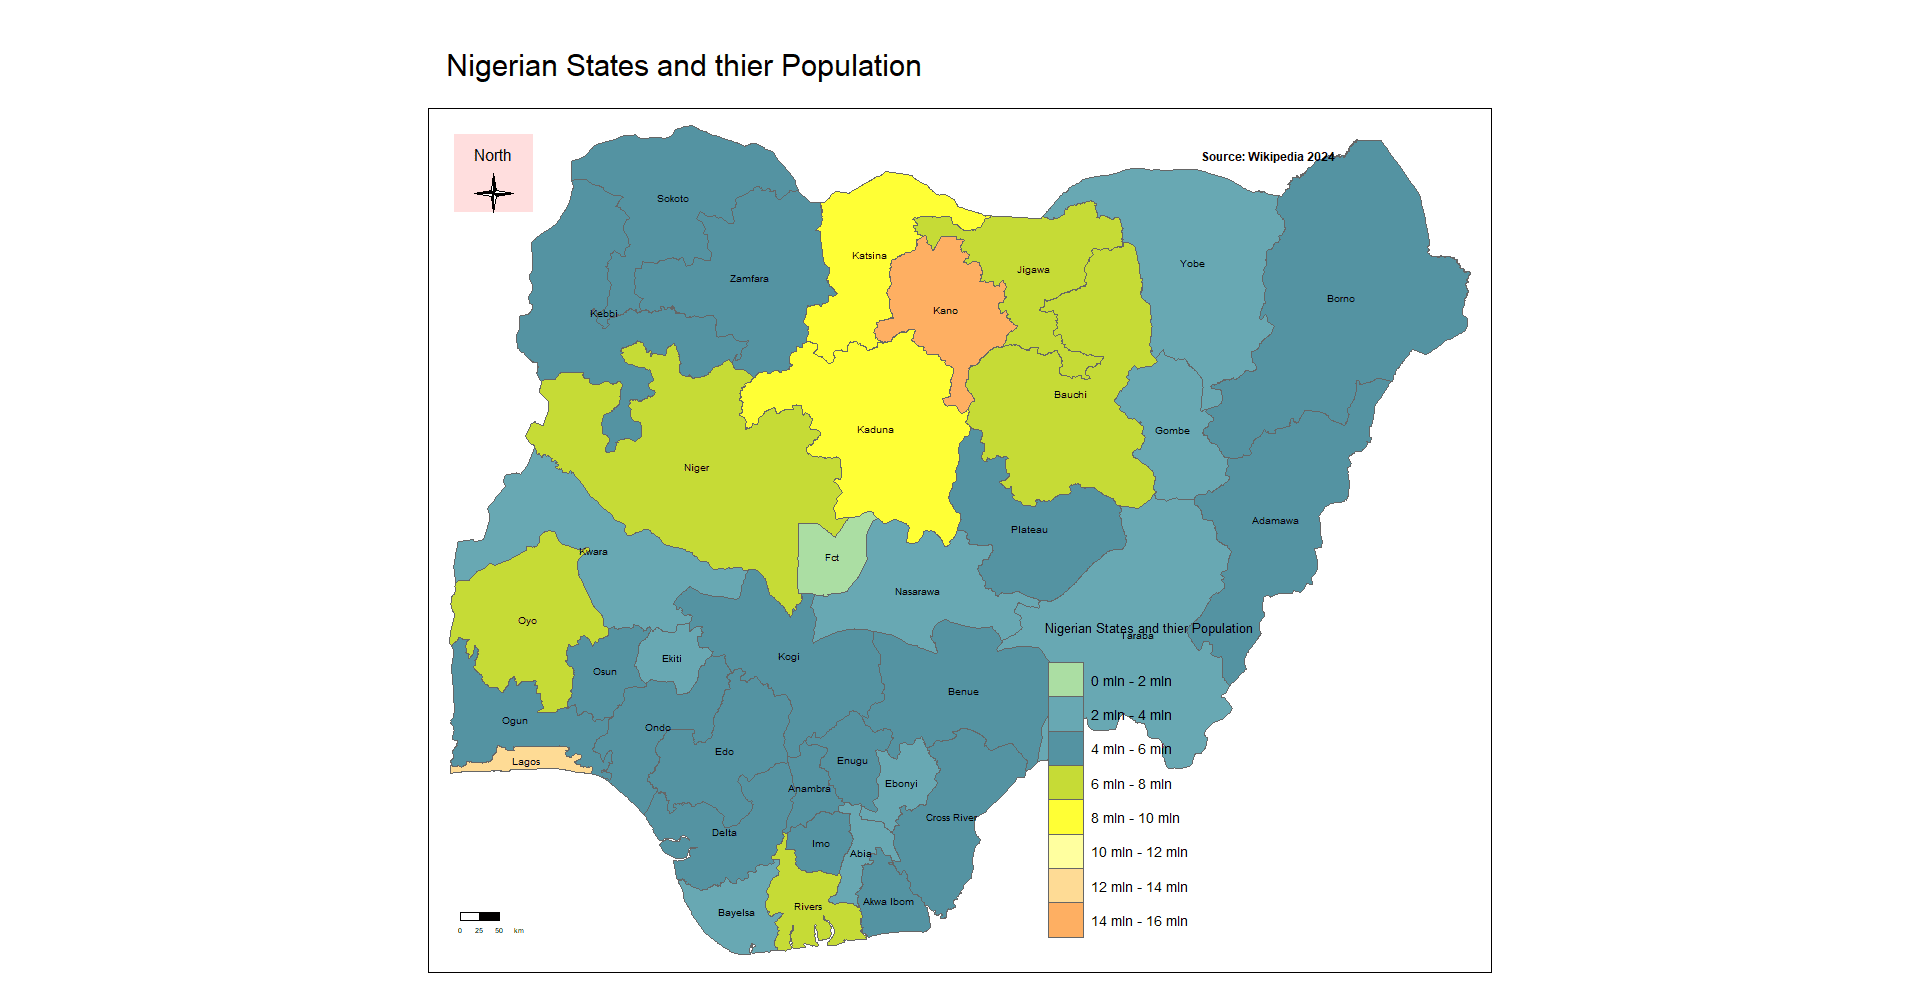 Nigerian States and thier Population
North
Source: Wikipedia 2024
Sokoto
Katsina
Jigawa
Yobe
Zamfara
Borno
Kebbi
Kano
Bauchi
Kaduna
Gombe
Niger
Adamawa
Plateau
Kwara
Fct
Nasarawa
Oyo
Nigerian States and thier Population
Taraba
Kogi
Ekiti
Osun
Benue
Ogun
Ondo
Edo
Lagos
Enugu
Ebonyi
Anambra
Cross River
Delta
Imo
Abia
Akwa Ibom
Rivers
Bayelsa
0 mln - 2 mln
2 mln - 4 mln
4 mln - 6 mln
6 mln - 8 mln
8 mln - 10 mln
10 mln - 12 mln
12 mln - 14 mln
14 mln - 16 mln
0 25 50 km